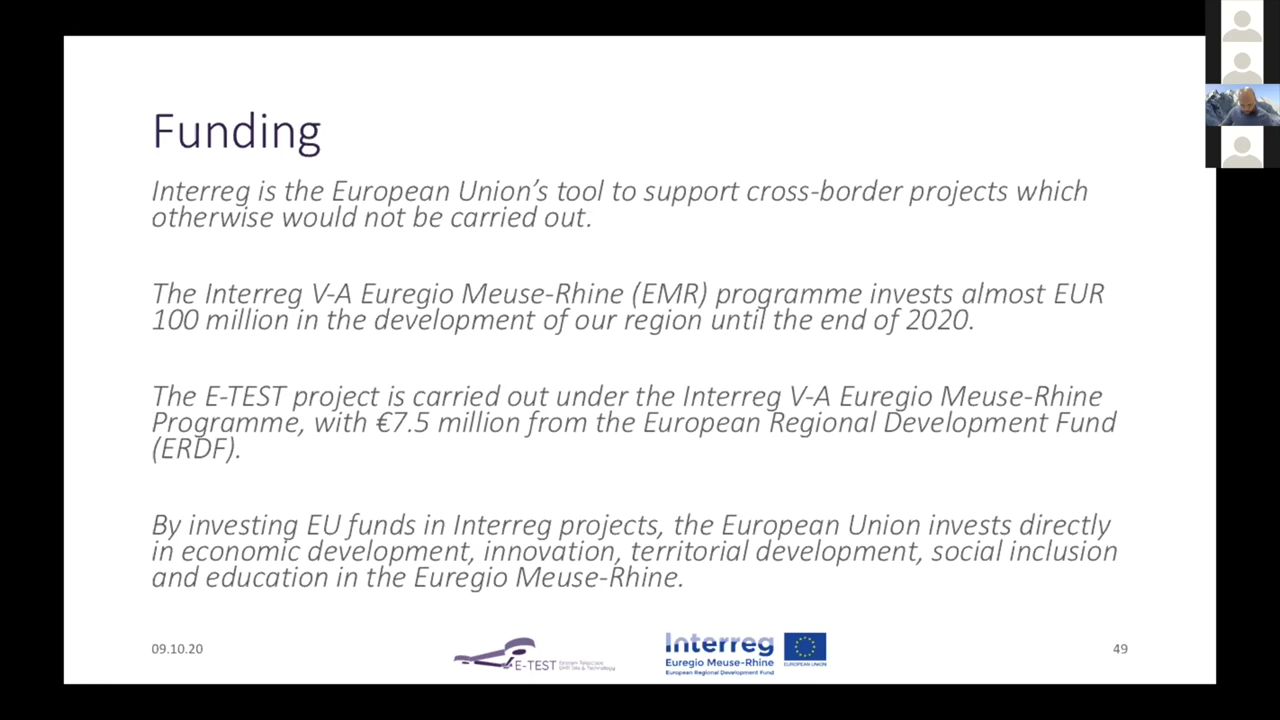 Funding
Interreg is the European Union's tool to support cross-border projects which
otherwise would not be carried out.
The Interreg V-A Euregio Meuse-Rhine (EMR) programme invests almost EUR
100 million in the development of our region until the end of 2020.
The E-TEST project is carried out under the Interreg V-A Euregio Meuse-Rhine
Programme, with €7.5 million from the European Regional Development Fund
(ERDF).
By investing EU funds in Interreg projects, the European Union invests directly
in economic development, innovation, territorial development, social inclusion
and education in the Euregio Meuse-Rhine.
09.10.20
E-TEST
Einstein Telescope
EMR Site & Technology
Interreg
Euregio Meuse-Rhine
European Regional Development Fund
EUROPEAN UNION
49